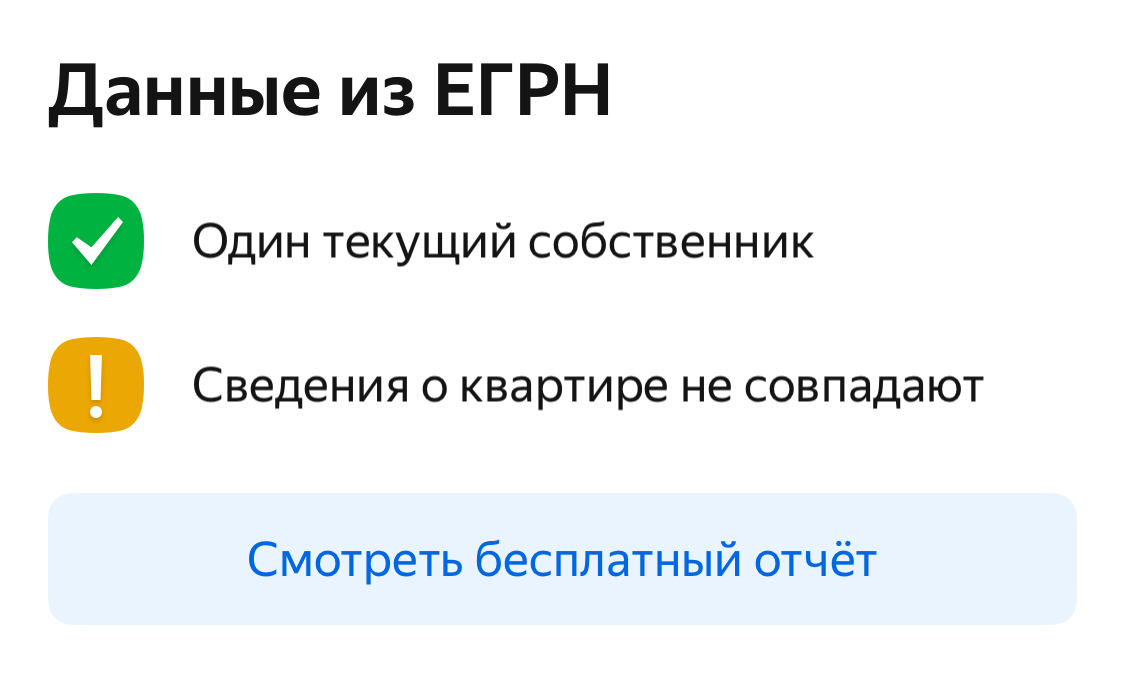 Данные из ЕГРН
Один текущий собственник
Сведения о квартире не совпадают
Смотреть бесплатный отчёт